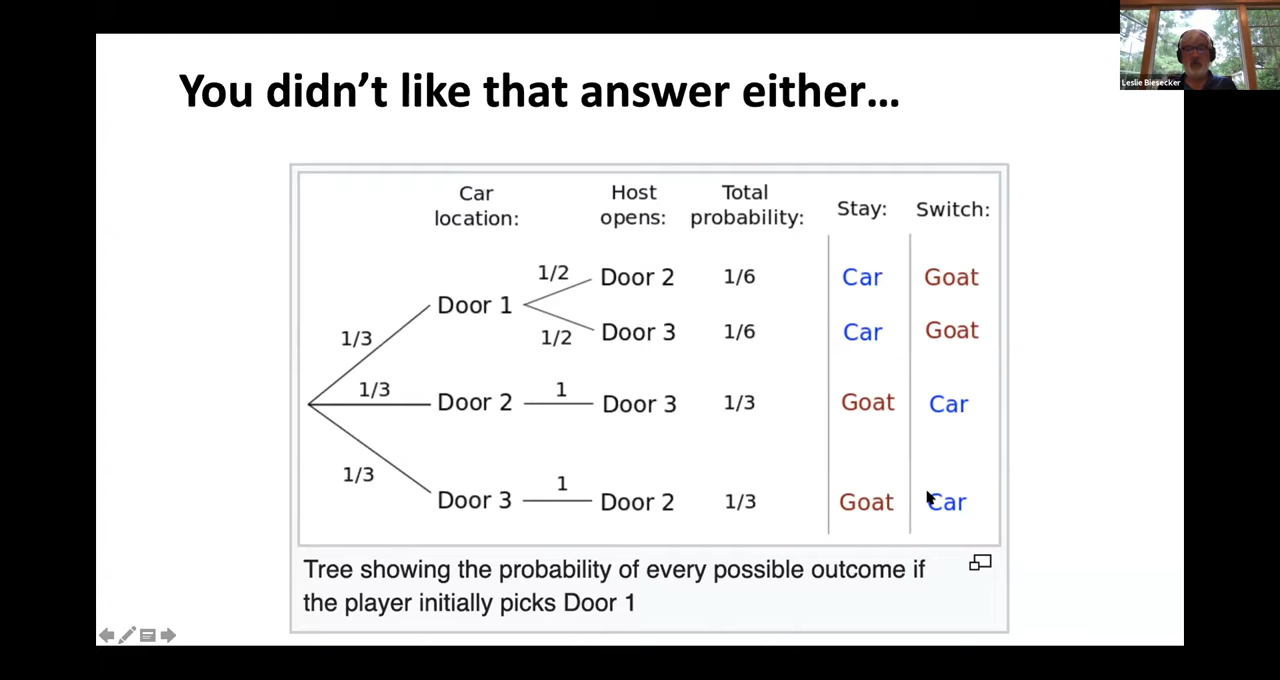 Leslie Biesecker
You didn't like that answer either...
Car location:
Host opens:
Total probability:
Stay:
Switch:
1/3
Door 1
1/2
Door 2
1/6
Car
Goat
1/2
Door 3
1/6
Car
Goat
1/3
Door 2
1
Door 3
1/3
Goat
Car
1/3
Door 3
1
Door 2
1/3
Goat
Car
Tree showing the probability of every possible outcome if
the player initially picks Door 1